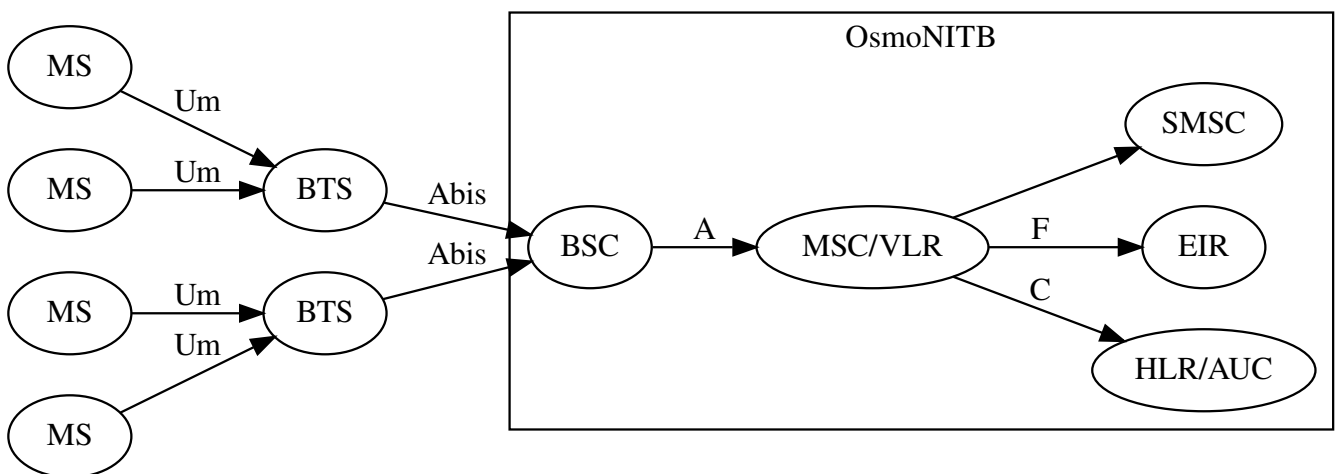 OsmoNITB
MS
Um
SMSC
MS
Um
BTS
Abis
BSC
A
MSC/VLR
F
EIR
Abis
MS
Um
BTS
C
Um
HLR/AUC
MS